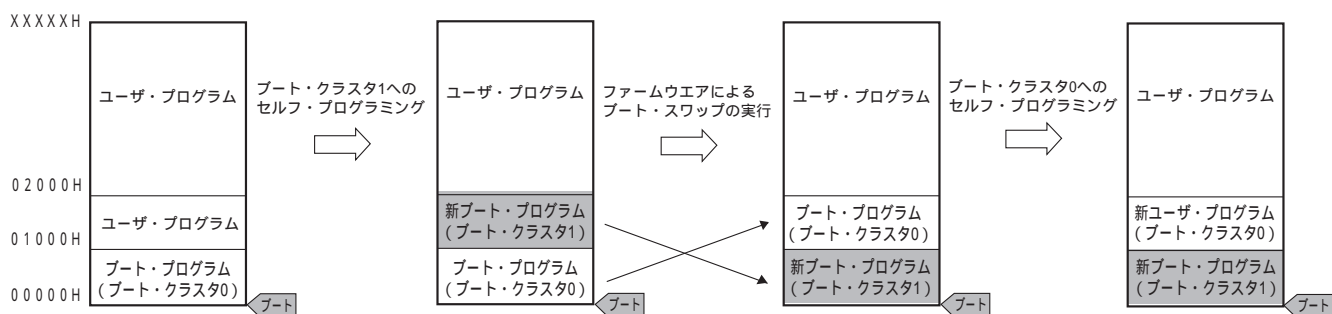 XXXXXH
02000H
01000H
00000H
ユーザ・プログラム
ユーザ・プログラム
ブート・プログラム
(ブート・クラスタ0)
ブート
ブート・クラスタ1への
セルフ・プログラミング
ユーザ・プログラム
新ブート・プログラム
(ブート・クラスタ1)
ブート・プログラム
(ブート・クラスタ0)
ブート
ファームウエアによる
ブート・スワップの実行
ユーザ・プログラム
ブート・プログラム
(ブート・クラスタ0)
新ブート・プログラム
(ブート・クラスタ1)
ブート
ブート・クラスタ0への
セルフ・プログラミング
ユーザ・プログラム
新ユーザ・プログラム
(ブート・クラスタ0)
新ブート・プログラム
(ブート・クラスタ1)
ブート